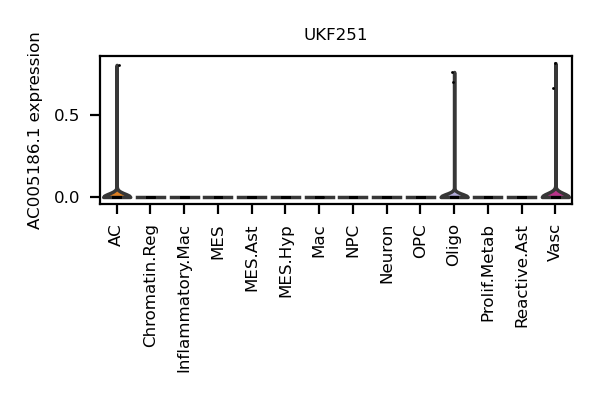 UKF251
AC005186.1 expression
0.5
0.0
AC
Chromatin.Reg
Inflammatory.Mac
MES
MES.Ast
MES.Hyp
Mac
NPC
Neuron
OPC
Oligo
Prolif.Metab
Reactive.Ast
Vasc